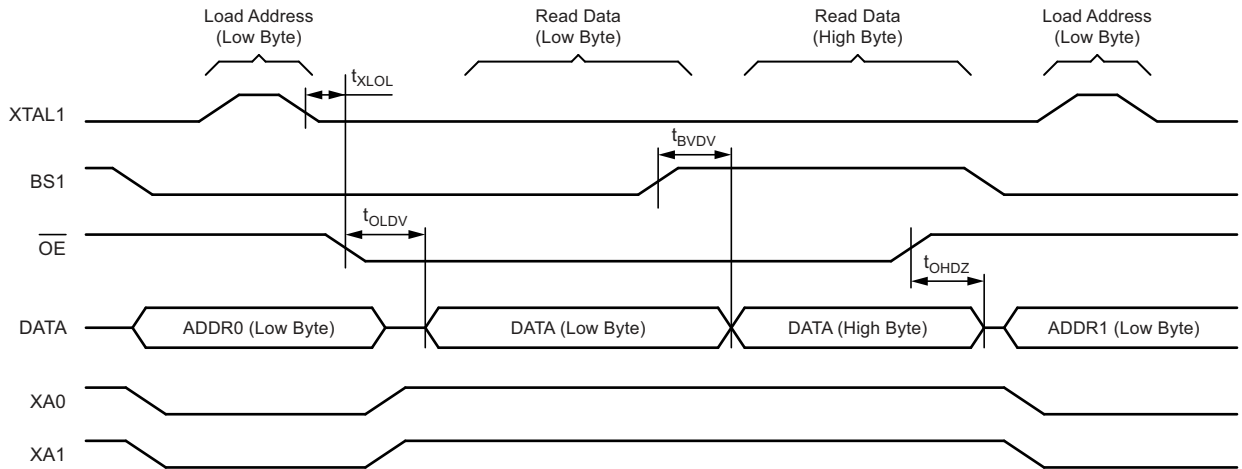 Load Address
(Low Byte)
Read Data
(Low Byte)
Read Data
(High Byte)
Load Address
(Low Byte)
tXLOL
XTAL1
tBVDV
BS1
tOLDV
OE
tOHDZ
DATA
ADDR0 (Low Byte)
DATA (Low Byte)
DATA (High Byte)
ADDR1 (Low Byte)
XA0
XA1